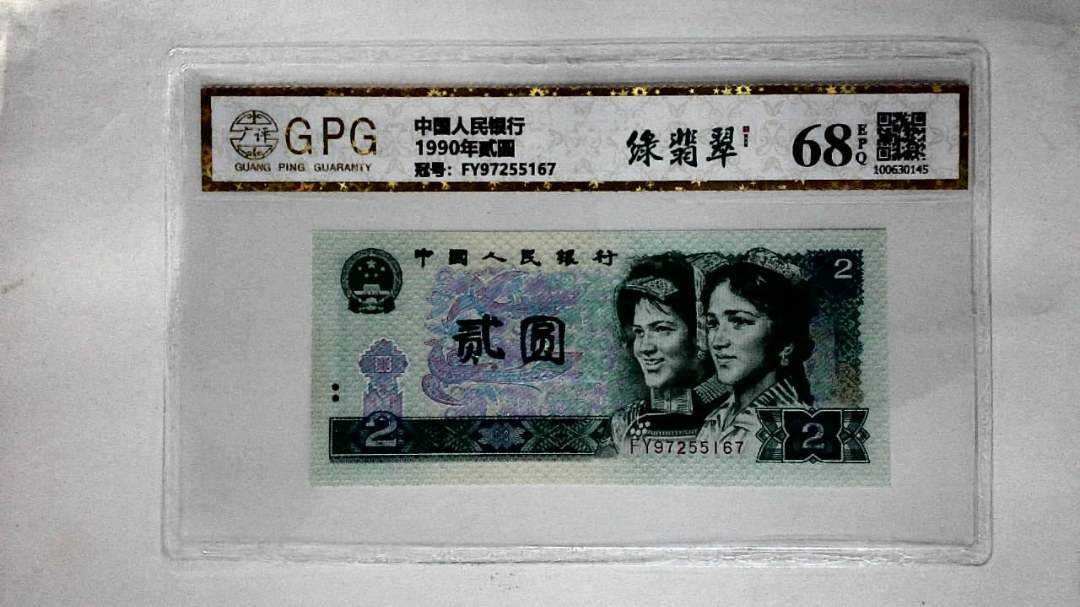 广评
GPG
GUANG PING GUARANTY
中国人民银行
1990年贰圆
冠号: FY97255167
绿翡翠
68
EPQ
100630145
中国人民银行
2
贰圆
2
FY97255167
2